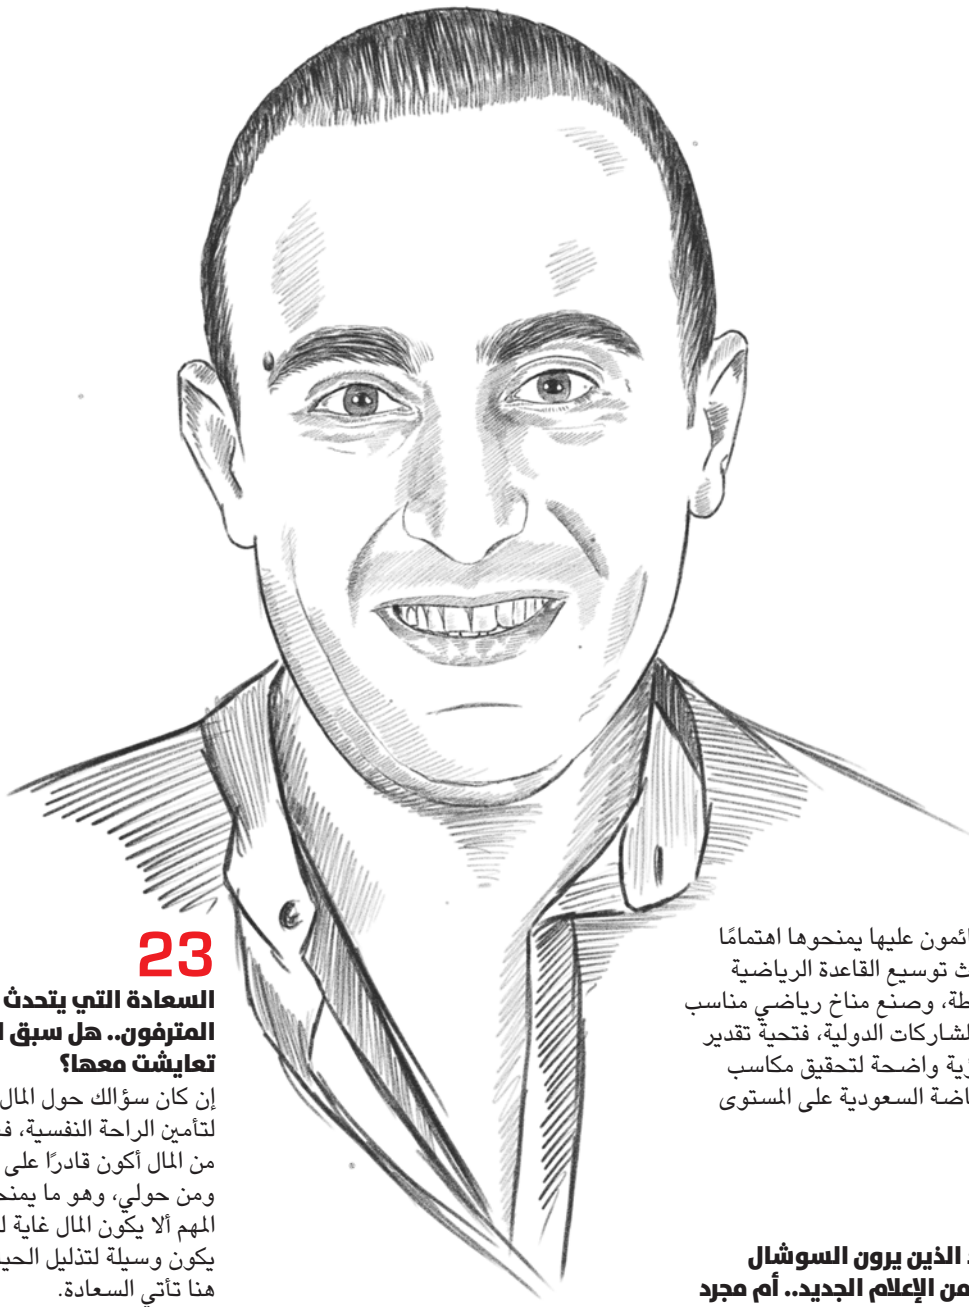 ائمون عليها يمنحوها اهتمامًا
ث توسيع القاعدة الرياضية
طة، وصنع مناخ رياضي مناسب
لشاركات الدولية، فتحية تقدير
ؤية واضحة لتحقيق مكاسب
ياضة السعودية على المستوى
الذين يرون السوشال
من الإعلام الجديد.. أم مجرد
23
السعادة التي يتحدث
المترفون.. هل سبق
تعايشت معها؟
إن كان سؤالك حول المال
لتأمين الراحة النفسية، ف
من المال أكون قادرًا على
ومن حولي، وهو ما يمنح
المهم ألا يكون المال غاية ل
يكون وسيلة لتذليل الحي
هنا تأتي السعادة.